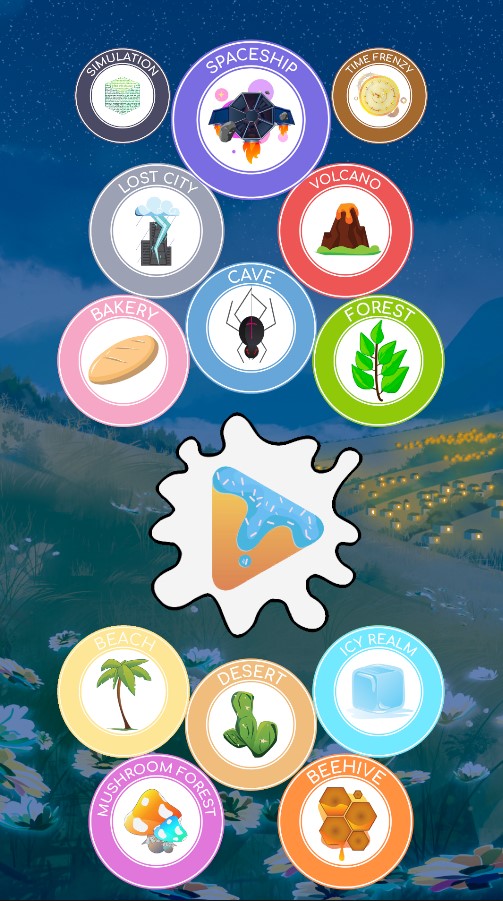 SIMULATION
SPACESHIP
TIME FRENZY
LOST CITY
VOLCANO
CAVE
BAKERY
FOREST
BEACH
DESERT
ICY REALM
MUSHROOM FOREST
BEEHIVE